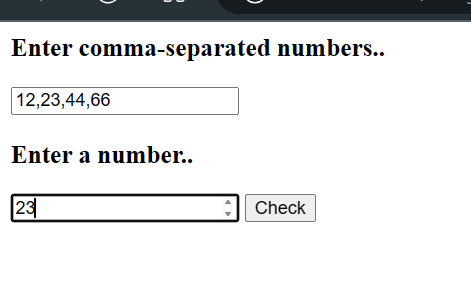 Enter comma-separated numbers..
12,23,44,66
Enter a number..
23 Check